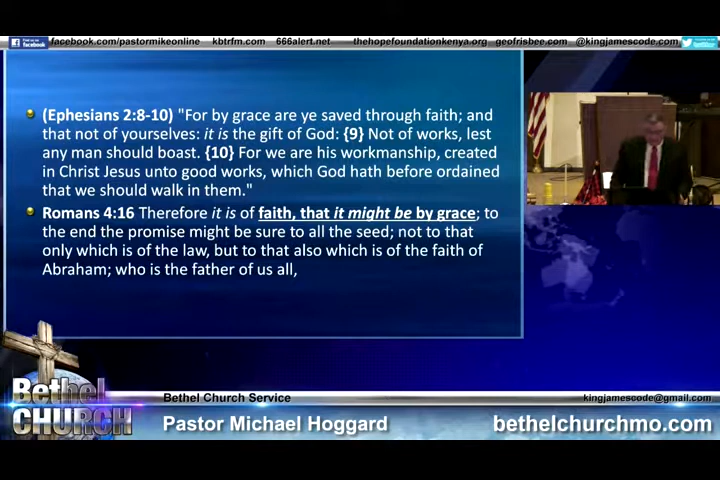 Find us on facebook
facebook.com/pastormikeonline kbtrfm.com 666alert.net thehopefoundationkenya.org geofrisbee.com @kingjamescode.com twitter
(Ephesians 2:8-10) "For by grace are ye saved through faith; and
that not of yourselves: it is the gift of God: {9} Not of works, lest
any man should boast. {10} For we are his workmanship, created
in Christ Jesus unto good works, which God hath before ordained
that we should walk in them."
Romans 4:16 Therefore it is of faith, that it might be by grace; to
the end the promise might be sure to all the seed; not to that
only which is of the law, but to that also which is of the faith of
Abraham; who is the father of us all,
Bethel
CHURCH
Bethel Church Service
kingjamescode@gmail.com
Pastor Michael Hoggard
bethelchurchmo.com